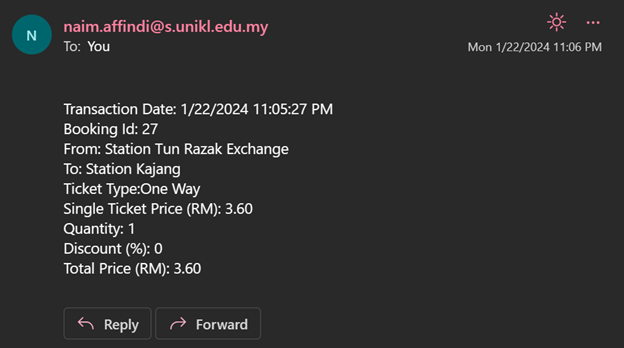 N
naim.affindi@s.unikl.edu.my
To: You
Mon 1/22/2024 11:06 PM
Transaction Date: 1/22/2024 11:05:27 PM
Booking Id: 27
From: Station Tun Razak Exchange
To: Station Kajang
Ticket Type:One Way
Single Ticket Price (RM): 3.60
Quantity: 1
Discount (%): 0
Total Price (RM): 3.60
Reply
Forward